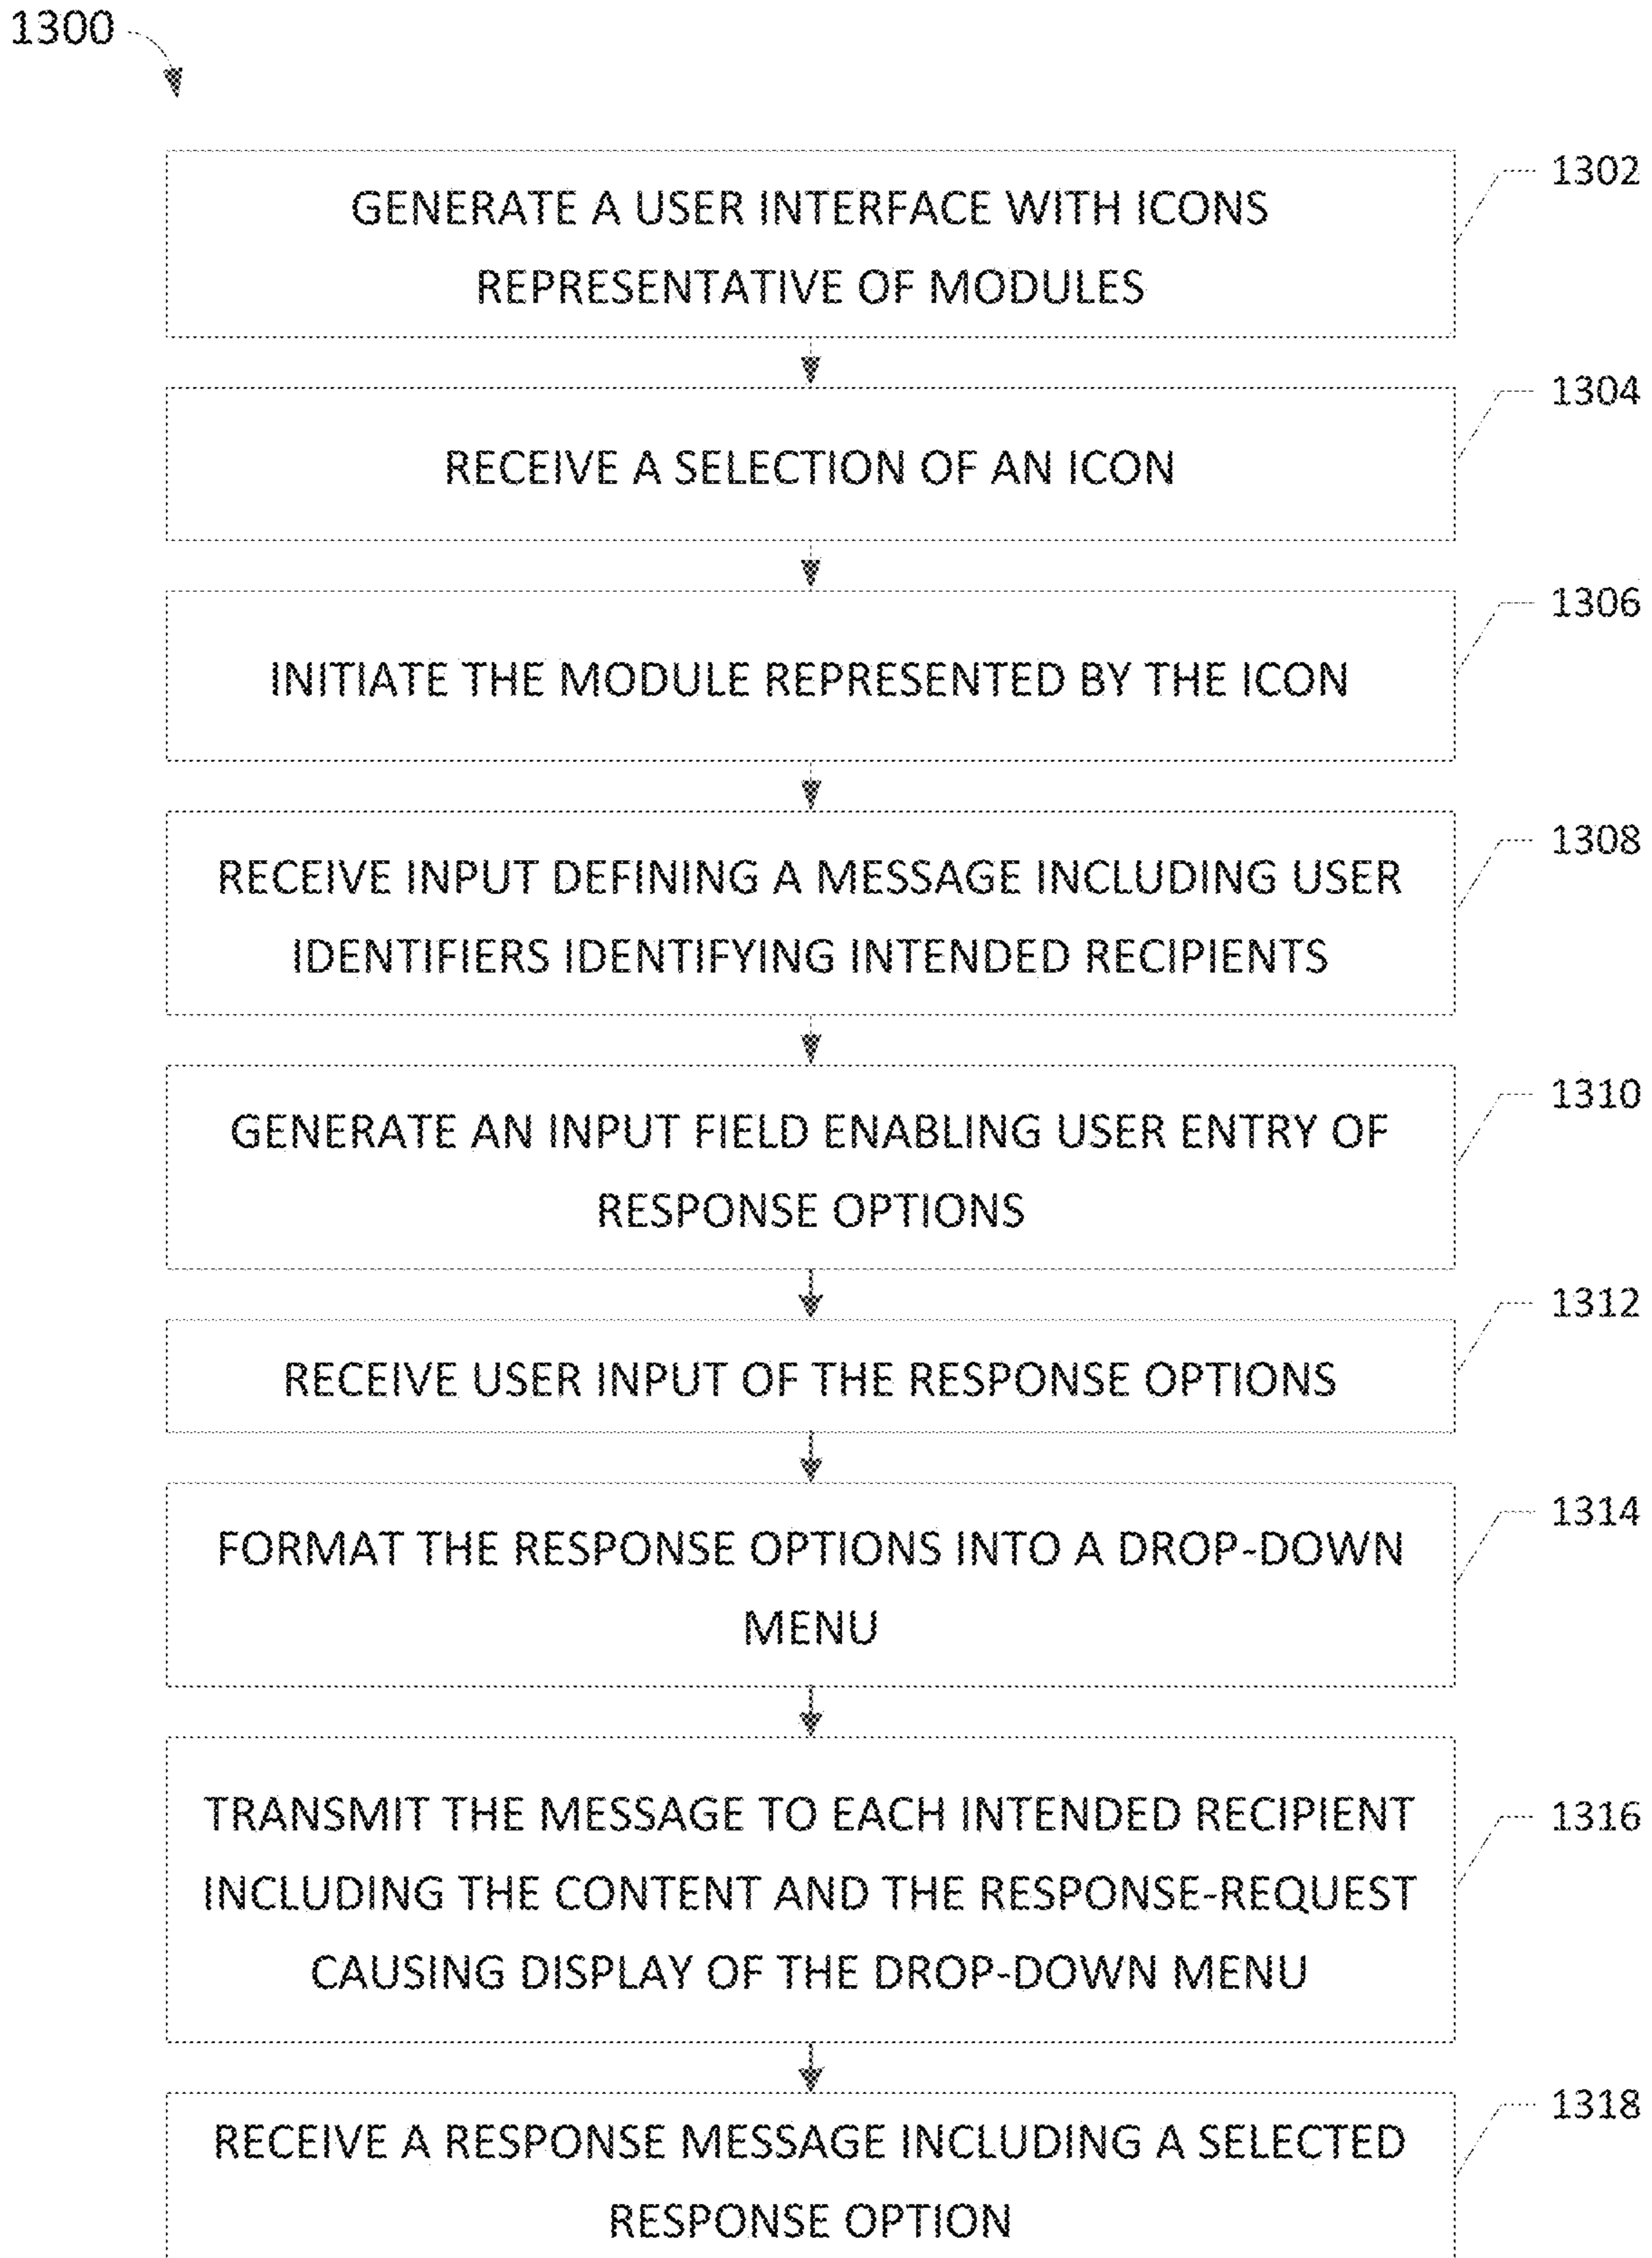 1300
GENERATE A USER INTERFACE WITH ICONS
REPRESENTATIVE OF MODULES
1302
RECEIVE A SELECTION OF AN ICON
1304
INITIATE THE MODULE REPRESENTED BY THE ICON
1306
RECEIVE INPUT DEFINING A MESSAGE INCLUDING USER
IDENTIFIERS IDENTIFYING INTENDED RECIPIENTS
1308
GENERATE AN INPUT FIELD ENABLING USER ENTRY OF
RESPONSE OPTIONS
1310
RECEIVE USER INPUT OF THE RESPONSE OPTIONS
1312
FORMAT THE RESPONSE OPTIONS INTO A DROP-DOWN
MENU
1314
TRANSMIT THE MESSAGE TO EACH INTENDED RECIPIENT
INCLUDING THE CONTENT AND THE RESPONSE-REQUEST
CAUSING DISPLAY OF THE DROP-DOWN MENU
1316
RECEIVE A RESPONSE MESSAGE INCLUDING A SELECTED
RESPONSE OPTION
1318